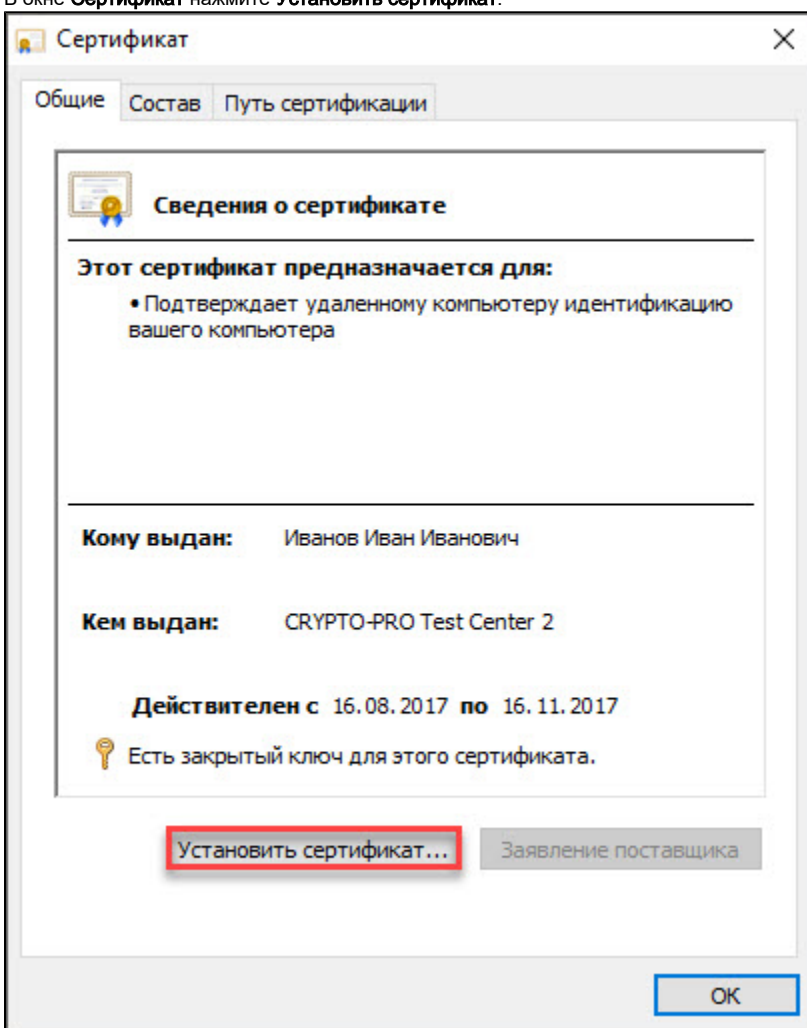 В окне Сертификат нажмите Установить сертификат.
Сертификат
Общие Состав Путь сертификации
Сведения о сертификате
Этот сертификат предназначается для:
• Подтверждает удаленному компьютеру идентификацию
вашего компьютера
Кому выдан: Иванов Иван Иванович
Кем выдан: CRYPTO-PRO Test Center 2
Действителен с 16.08.2017 по 16.11.2017
Есть закрытый ключ для этого сертификата.
Установить сертификат... Заявление поставщика
ОК